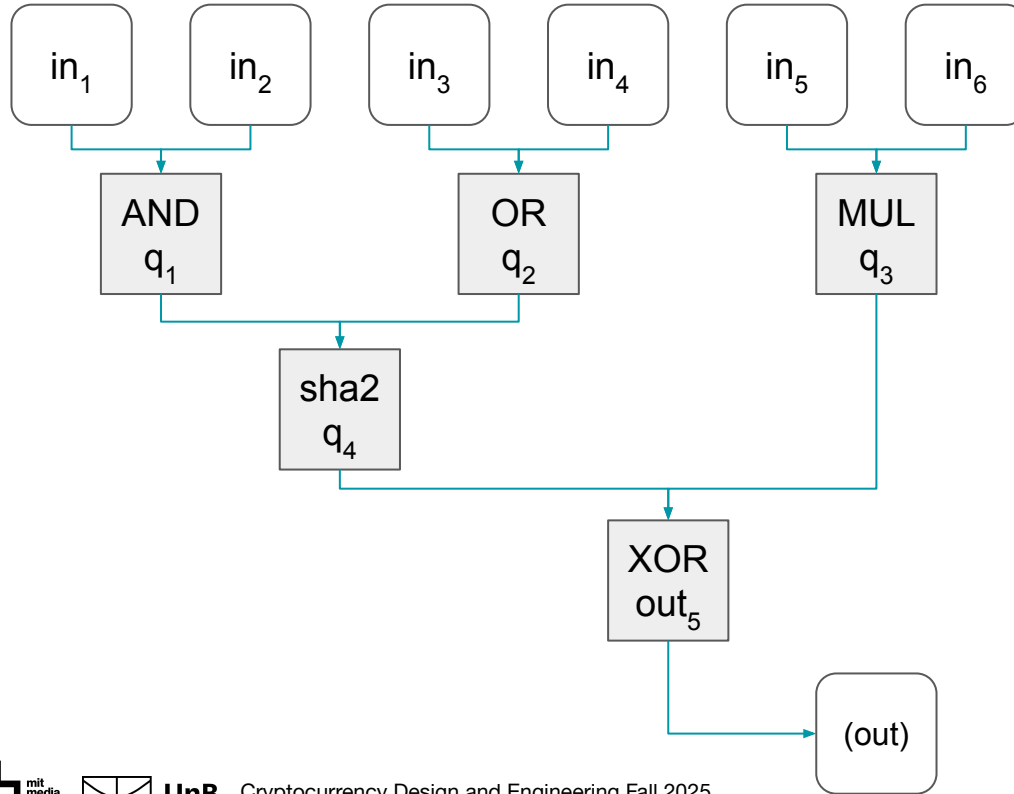 in₁ in₂ in₃ in₄ in₅ in₆
AND OR MUL
q₁ q₂ q₃
sha2
q₄
XOR
out₅
(out)
mit
media
UnB Cryptocurrency Design and Engineering Fall 2025